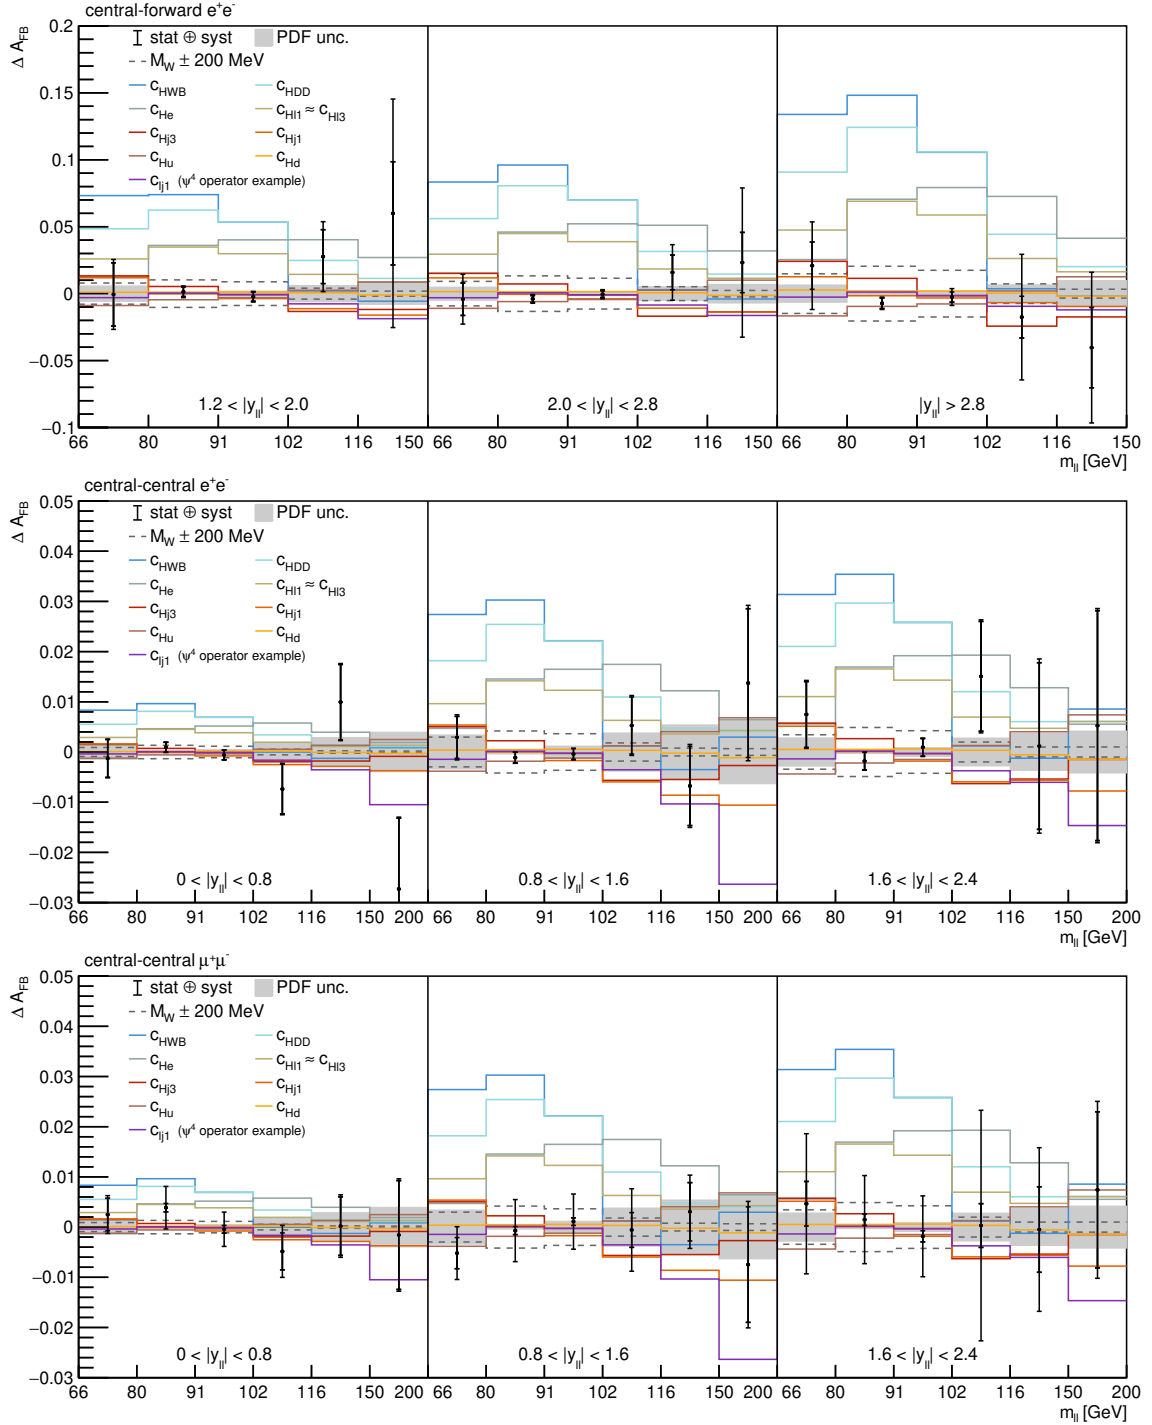 central-forward e⁺e⁻
Δ A_FB
0.2
0.15
0.1
0.05
0
−0.05
−0.1
stat ⊕ syst
PDF unc.
M_W ± 200 MeV
c_HWB
c_HDD
c_He
c_Hl1 ≈ c_Hl3
c_Hj3
c_Hj1
c_Hu
c_Hd
c_lj1 (ψ⁴ operator example)
1.2 < |y_ll| < 2.0
2.0 < |y_ll| < 2.8
|y_ll| > 2.8
66 80 91 102 116 150 66 80 91 102 116 150 66 80 91 102 116 150
m_ll [GeV]
central-central e⁺e⁻
Δ A_FB
0.05
0.04
0.03
0.02
0.01
0
−0.01
−0.02
−0.03
stat ⊕ syst
PDF unc.
M_W ± 200 MeV
c_HWB
c_HDD
c_He
c_Hl1 ≈ c_Hl3
c_Hj3
c_Hj1
c_Hu
c_Hd
c_lj1 (ψ⁴ operator example)
0 < |y_ll| < 0.8
0.8 < |y_ll| < 1.6
1.6 < |y_ll| < 2.4
66 80 91 102 116 150 200 66 80 91 102 116 150 200 66 80 91 102 116 150 200
m_ll [GeV]
central-central μ⁺μ⁻
Δ A_FB
0.05
0.04
0.03
0.02
0.01
0
−0.01
−0.02
−0.03
stat ⊕ syst
PDF unc.
M_W ± 200 MeV
c_HWB
c_HDD
c_He
c_Hl1 ≈ c_Hl3
c_Hj3
c_Hj1
c_Hu
c_Hd
c_lj1 (ψ⁴ operator example)
0 < |y_ll| < 0.8
0.8 < |y_ll| < 1.6
1.6 < |y_ll| < 2.4
66 80 91 102 116 150 200 66 80 91 102 116 150 200 66 80 91 102 116 150 200
m_ll [GeV]